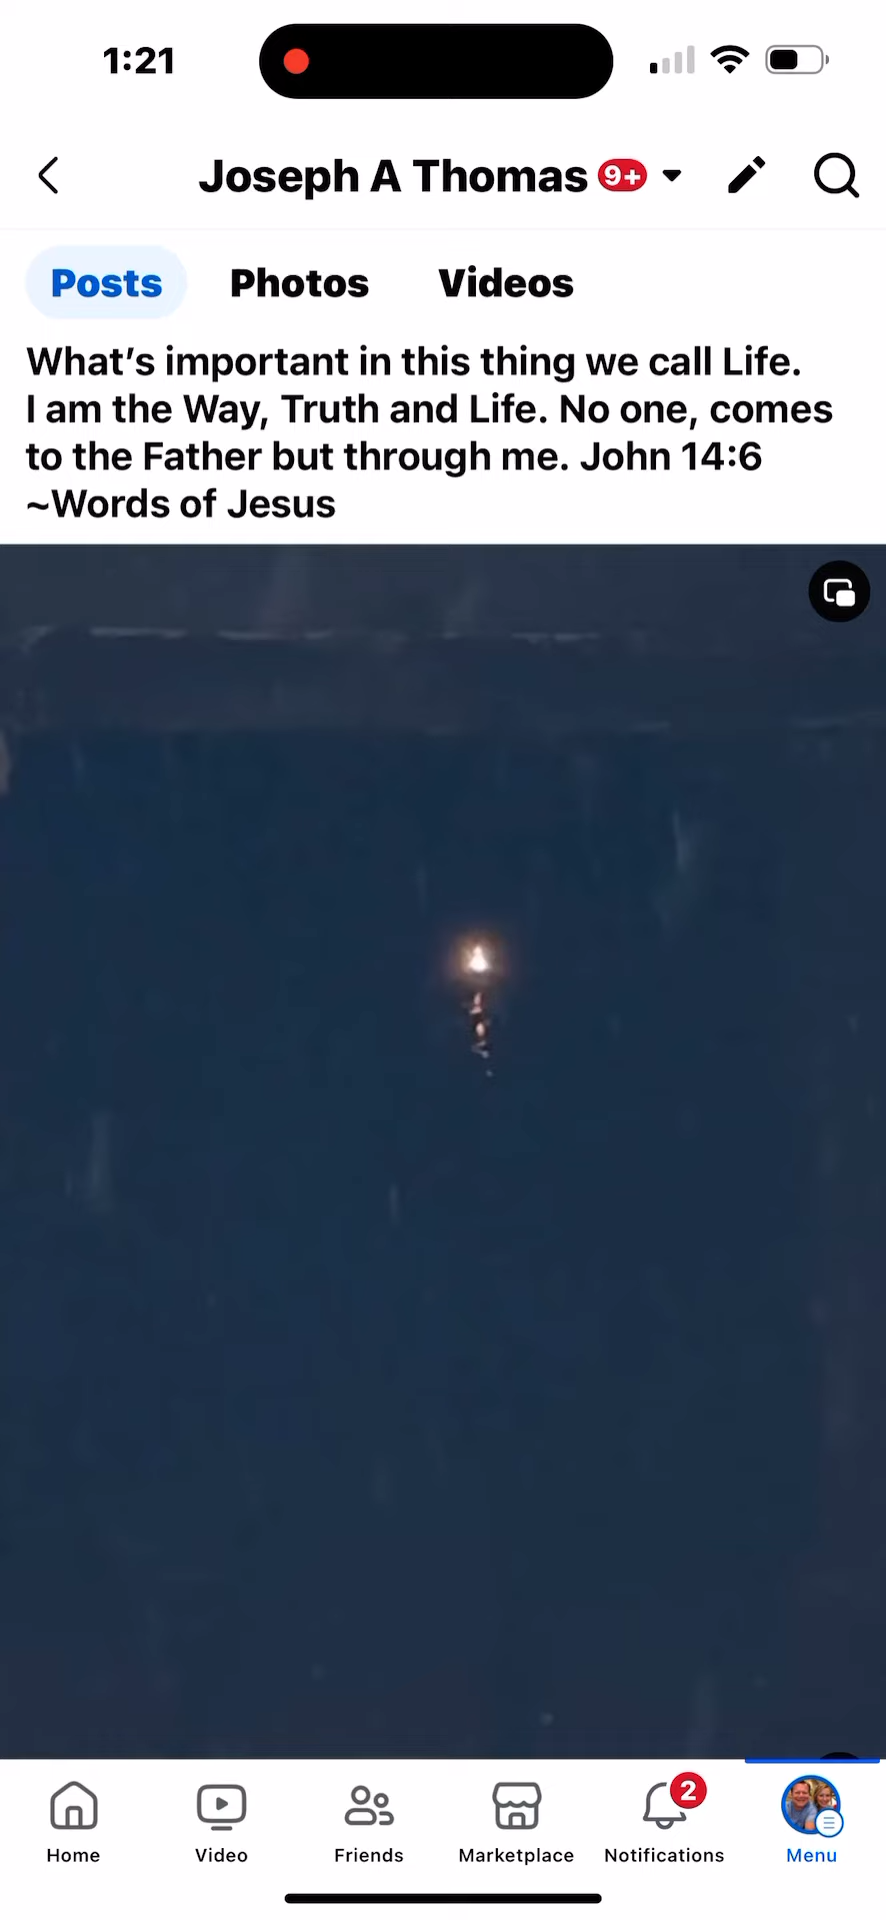 1:21
Joseph A Thomas 9+
Posts Photos Videos
What's important in this thing we call Life.
I am the Way, Truth and Life. No one, comes
to the Father but through me. John 14:6
~Words of Jesus
2
Home Video Friends Marketplace Notifications Menu